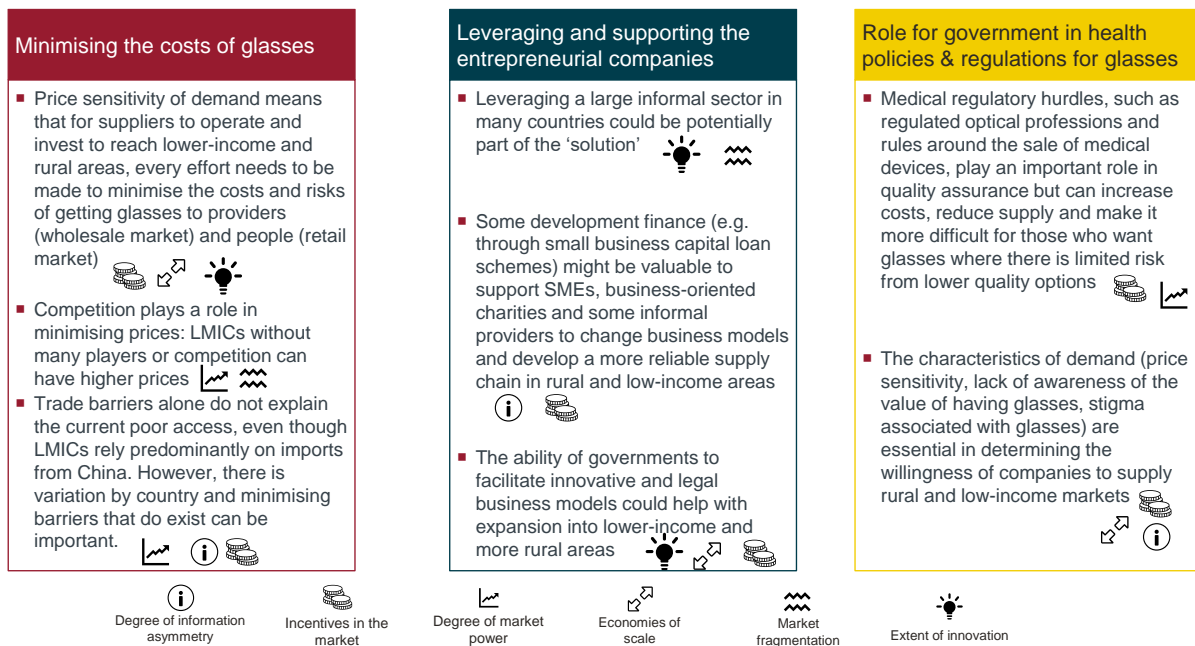 Minimising the costs of glasses
■ Price sensitivity of demand means
that for suppliers to operate and
invest to reach lower-income and
rural areas, every effort needs to be
made to minimise the costs and risks
of getting glasses to providers
(wholesale market) and people (retail
market)
■ Competition plays a role in
minimising prices: LMICs without
many players or competition can
have higher prices
■ Trade barriers alone do not explain
the current poor access, even though
LMICs rely predominantly on imports
from China. However, there is
variation by country and minimising
barriers that do exist can be
important.
Leveraging and supporting the
entrepreneurial companies
■ Leveraging a large informal sector in
many countries could be potentially
part of the ‘solution’
■ Some development finance (e.g.
through small business capital loan
schemes) might be valuable to
support SMEs, business-oriented
charities and some informal
providers to change business models
and develop a more reliable supply
chain in rural and low-income areas
■ The ability of governments to
facilitate innovative and legal
business models could help with
expansion into lower-income and
more rural areas
Role for government in health
policies & regulations for glasses
■ Medical regulatory hurdles, such as
regulated optical professions and
rules around the sale of medical
devices, play an important role in
quality assurance but can increase
costs, reduce supply and make it
more difficult for those who want
glasses where there is limited risk
from lower quality options
■ The characteristics of demand (price
sensitivity, lack of awareness of the
value of having glasses, stigma
associated with glasses) are
essential in determining the
willingness of companies to supply
rural and low-income markets
Degree of information
asymmetry
Incentives in the
market
Degree of market
power
Economies of
scale
Market
fragmentation
Extent of innovation